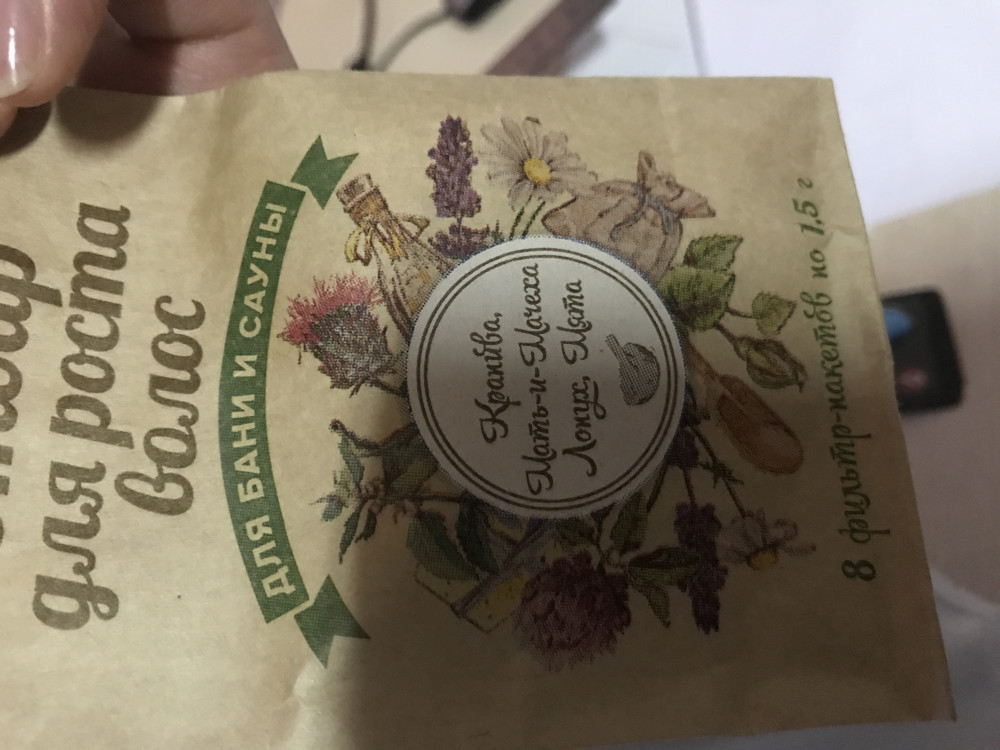 для роста
волос
ДЛЯ БАНИ И САУНЫ!
Крапива,
Мать-и-Мачеха
Лопух, Мята
8 фильтр-пакетов по 1.5 г